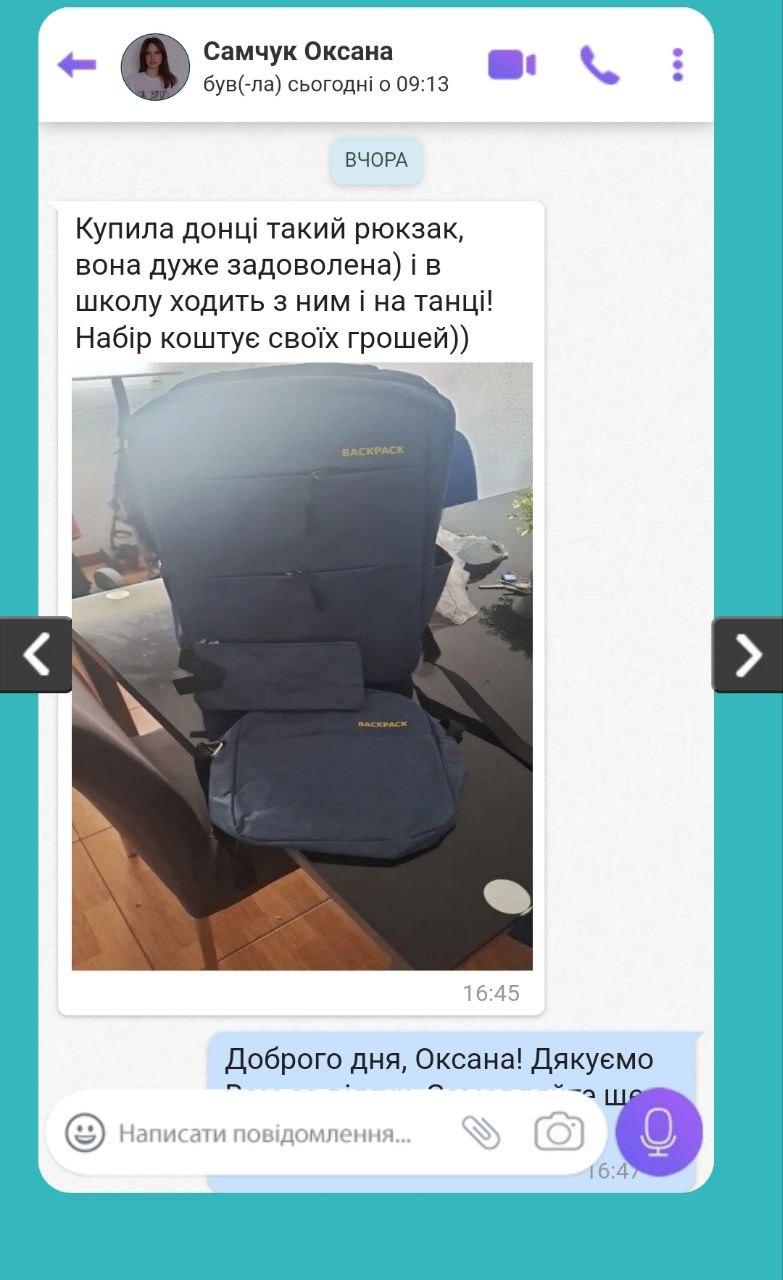 Самчук Оксана
був(-ла) сьогодні о 09:13
ВЧОРА
Купила донці такий рюкзак,
вона дуже задоволена) і в
школу ходить з ним і на танці!
Набір коштує своїх грошей))
BACKPACK
BACKPACK
16:45
Доброго дня, Оксана! Дякуємо
ще
Написати повідомлення...
16:47